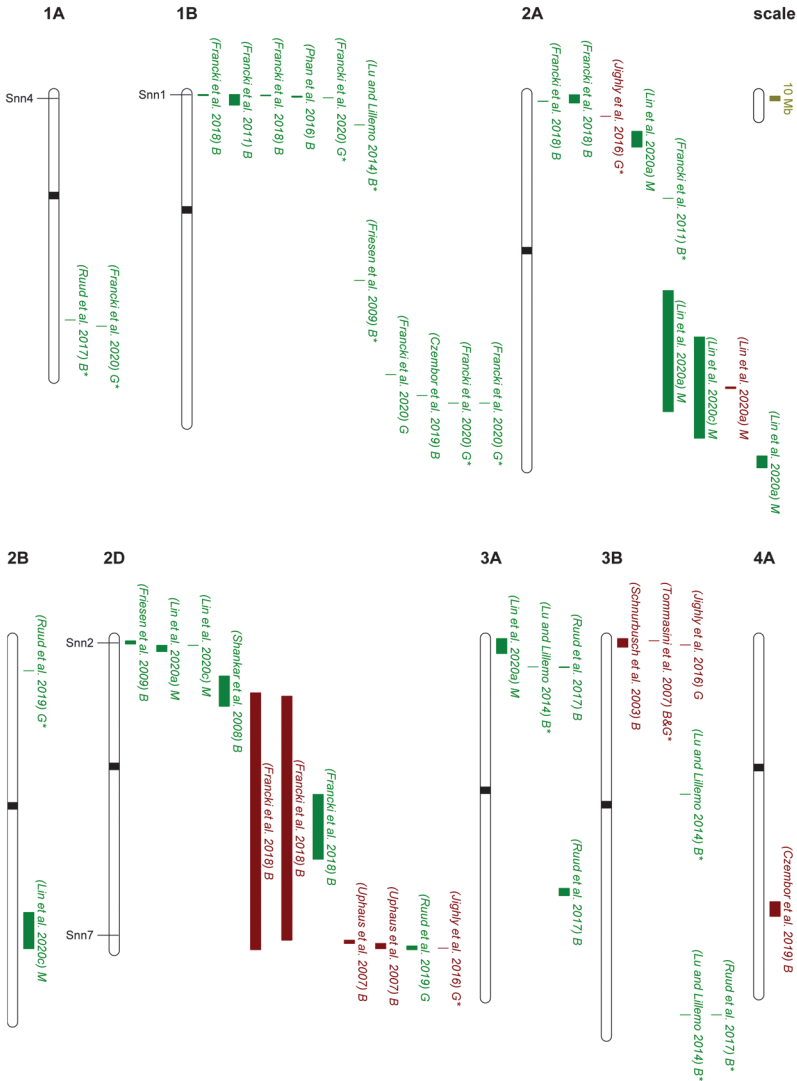 1A
1B
2A
scale
Snn4
(Ruud et al. 2017) B*
(Francki et al. 2020) G*
Snn1
(Francki et al. 2018) B
(Francki et al. 2011) B
(Francki et al. 2018) B
(Phan et al. 2016) B
(Francki et al. 2020) G*
(Lu and Lillemo 2014) B*
(Friesen et al. 2009) B*
(Francki et al. 2020) G
(Czembor et al. 2019) B
(Francki et al. 2020) G*
(Francki et al. 2020) G*
(Francki et al. 2018) B
(Francki et al. 2018) B
(Jighly et al. 2016) G*
(Lin et al. 2020a) M
(Francki et al. 2011) B*
(Lin et al. 2020a) M
(Lin et al. 2020c) M
(Lin et al. 2020a) M
(Lin et al. 2020a) M
10 Mb
2B
2D
3A
3B
4A
(Ruud et al. 2019) G*
(Lin et al. 2020c) M
Snn2
Snn7
(Friesen et al. 2009) B
(Lin et al. 2020a) M
(Lin et al. 2020c) M
(Shankar et al. 2008) B
(Francki et al. 2018) B
(Francki et al. 2018) B
(Francki et al. 2018) B
(Uphaus et al. 2007) B
(Uphaus et al. 2007) B
(Ruud et al. 2019) G
(Jighly et al. 2016) G*
(Lin et al. 2020a) M
(Lu and Lillemo 2014) B*
(Ruud et al. 2017) B
(Ruud et al. 2017) B
(Schnurbusch et al. 2003) B
(Tommasini et al. 2007) B&G*
(Jighly et al. 2016) G
(Lu and Lillemo 2014) B*
(Lu and Lillemo 2014) B*
(Ruud et al. 2017) B*
(Czembor et al. 2019) B